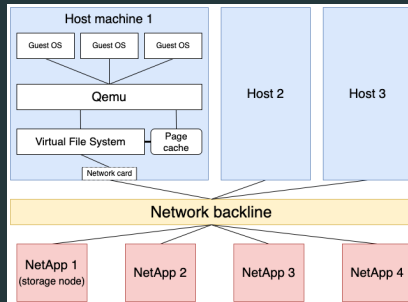 Host machine 1
Guest OS
Guest OS
Guest OS
Qemu
Virtual File System
Page
cache
Network card
Host 2
Host 3
Network backline
NetApp 1
(storage node)
NetApp 2
NetApp 3
NetApp 4